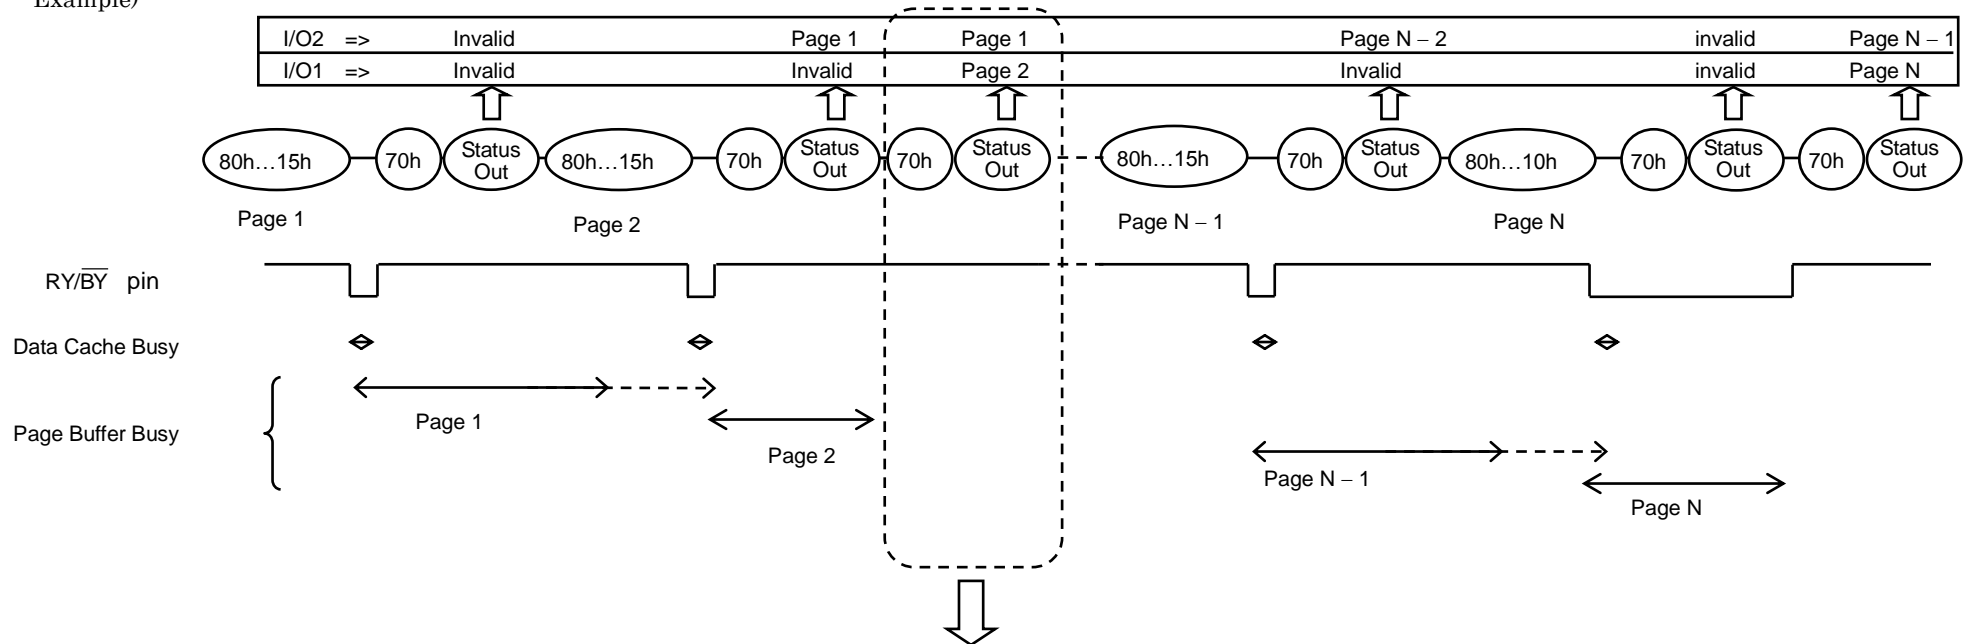 Example)
I/O2 => Invalid Page 1 Page 1 Page N – 2 invalid Page N – 1
I/O1 => Invalid Invalid Page 2 Invalid invalid Page N
80h…15h 70h Status Out 80h…15h 70h Status Out 70h Status Out 80h…15h 70h Status Out 80h…10h 70h Status Out 70h Status Out
Page 1 Page 2 Page N – 1 Page N
RY/BY pin
Data Cache Busy
Page 1
Page Buffer Busy
Page 2
Page N – 1
Page N